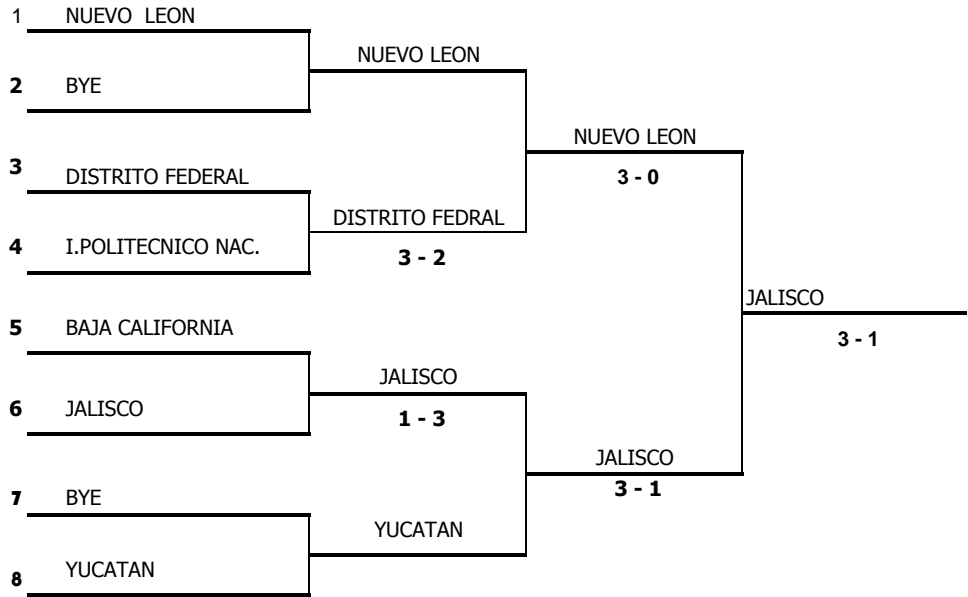 1 NUEVO LEON
NUEVO LEON
2 BYE
NUEVO LEON
3 - 0
3 DISTRITO FEDERAL
DISTRITO FEDRAL
3 - 2
4 I.POLITECNICO NAC.
JALISCO
3 - 1
5 BAJA CALIFORNIA
JALISCO
1 - 3
6 JALISCO
JALISCO
3 - 1
7 BYE
YUCATAN
8 YUCATAN